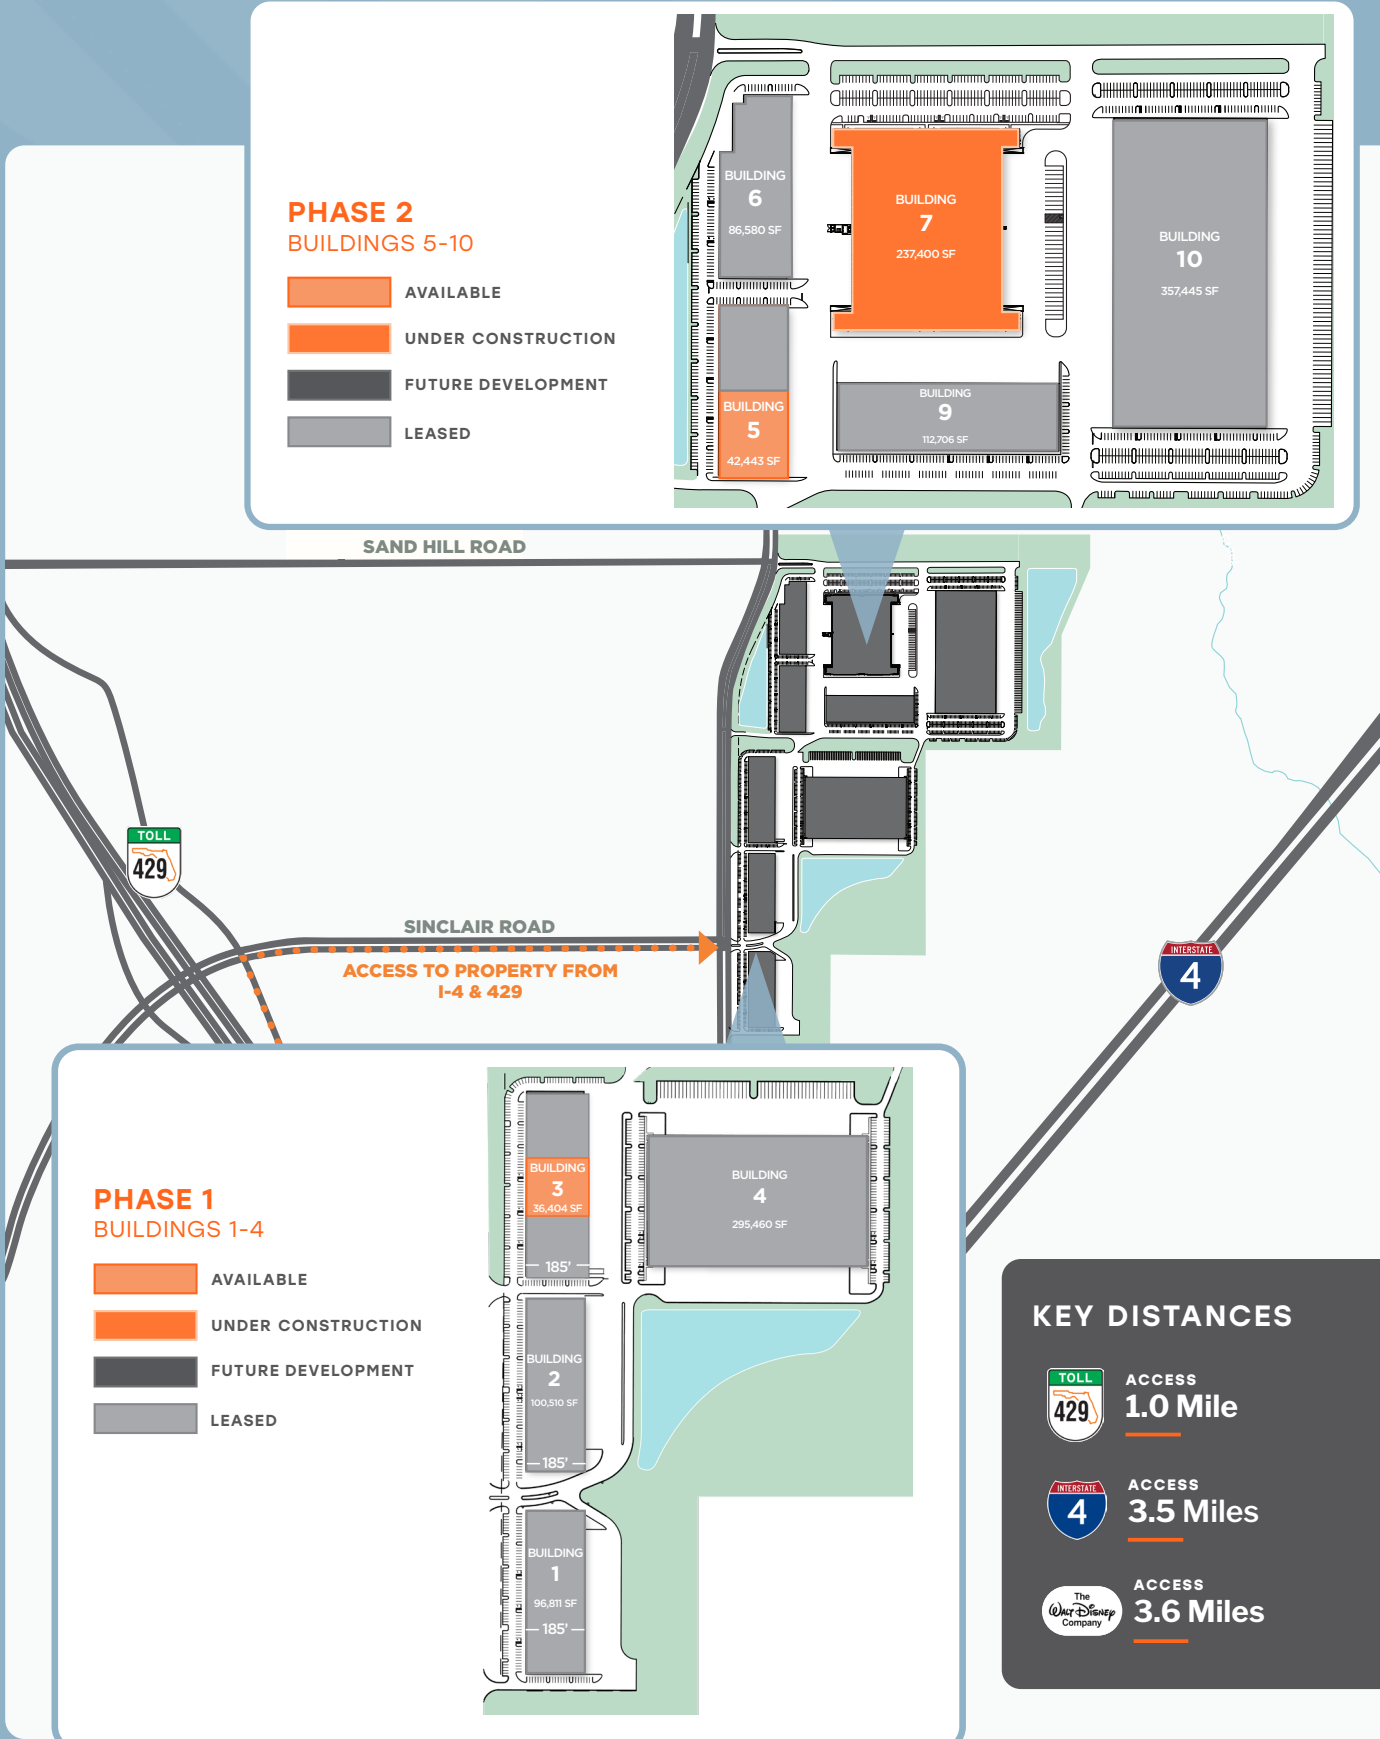 PHASE 2
BUILDINGS 5-10
AVAILABLE
UNDER CONSTRUCTION
FUTURE DEVELOPMENT
LEASED
BUILDING
6
86,580 SF
BUILDING
7
237,400 SF
BUILDING
10
357,445 SF
BUILDING
5
42,443 SF
BUILDING
9
112,706 SF
SAND HILL ROAD
TOLL
429
SINCLAIR ROAD
ACCESS TO PROPERTY FROM
I-4 & 429
INTERSTATE
4
PHASE 1
BUILDINGS 1-4
AVAILABLE
UNDER CONSTRUCTION
FUTURE DEVELOPMENT
LEASED
BUILDING
3
36,404 SF
185'
BUILDING
4
295,460 SF
BUILDING
2
100,510 SF
185'
BUILDING
1
96,811 SF
185'
KEY DISTANCES
TOLL
429
ACCESS
1.0 Mile
INTERSTATE
4
ACCESS
3.5 Miles
The
Walt Disney
Company
ACCESS
3.6 Miles